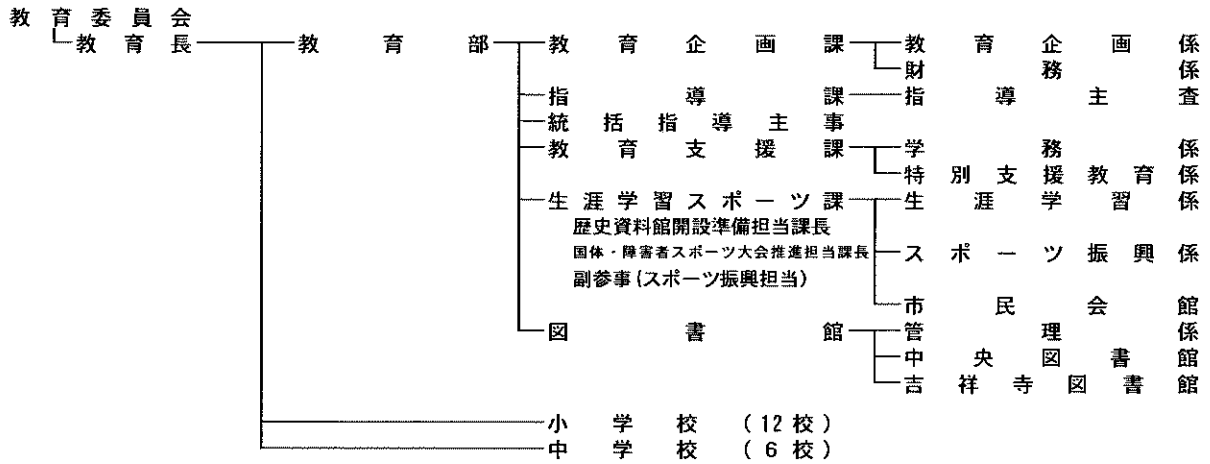 教育委員会
教育長 教育部 教育企画課 教育企画係
財務係
指導課 指導主査
統括指導主事
教育支援課 学務係
特別支援教育係
生涯学習スポーツ課 生涯学習係
歴史資料館開設準備担当課長
国体・障害者スポーツ大会推進担当課長 スポーツ振興係
副参事(スポーツ振興担当)
市民会館
図書館 管理係
中央図書館
吉祥寺図書館
小学校(12校)
中学校(6校)